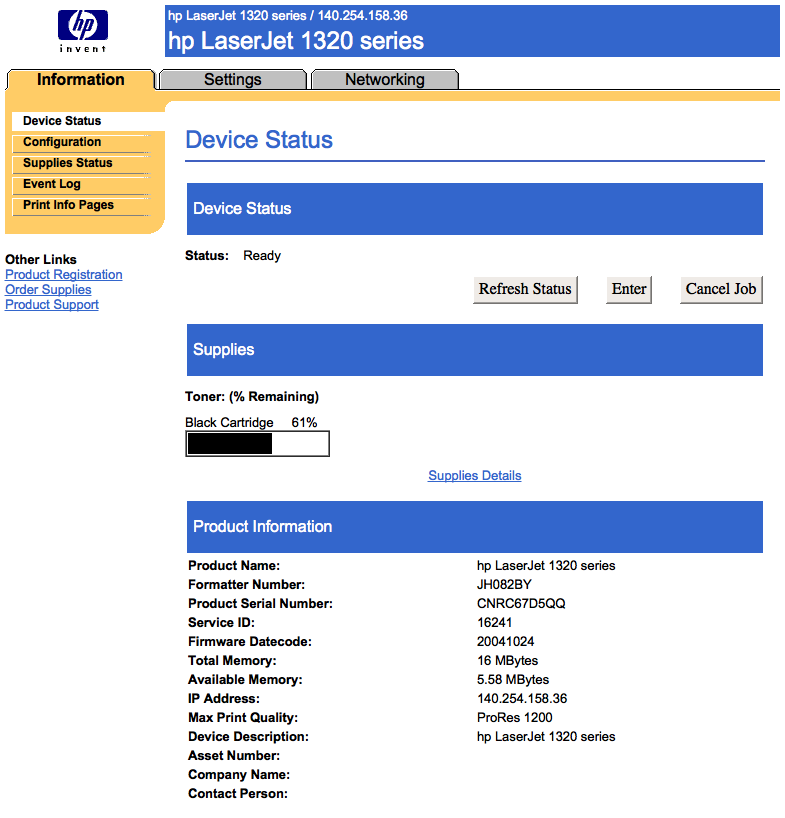 hp
invent
hp LaserJet 1320 series / 140.254.158.36
hp LaserJet 1320 series
Information Settings Networking
Device Status
Configuration
Supplies Status
Event Log
Print Info Pages
Other Links
Product Registration
Order Supplies
Product Support
Device Status
Device Status
Status: Ready
Refresh Status Enter Cancel Job
Supplies
Toner: (% Remaining)
Black Cartridge 61%
Supplies Details
Product Information
Product Name: hp LaserJet 1320 series
Formatter Number: JH082BY
Product Serial Number: CNRC67D5QQ
Service ID: 16241
Firmware Datecode: 20041024
Total Memory: 16 MBytes
Available Memory: 5.58 MBytes
IP Address: 140.254.158.36
Max Print Quality: ProRes 1200
Device Description: hp LaserJet 1320 series
Asset Number:
Company Name:
Contact Person: